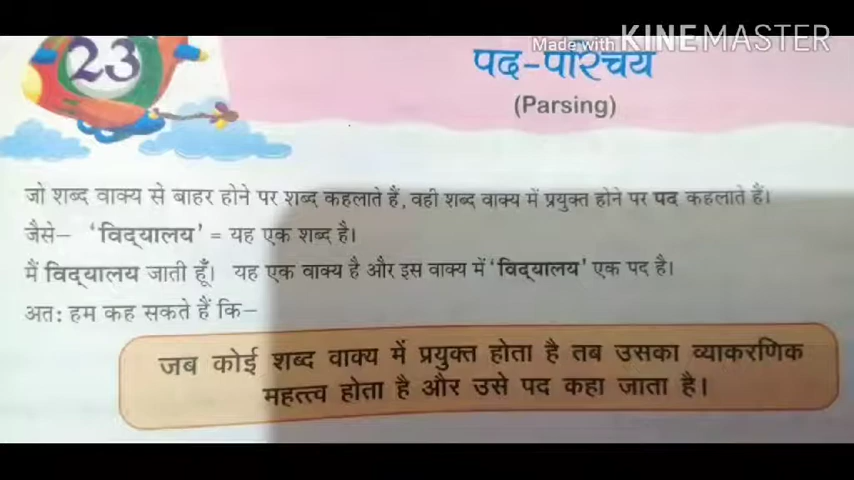 Made with KINEMASTER
23
पद-परिचय
(Parsing)
जो शब्द वाक्य से बाहर होने पर शब्द कहलाते हैं, वही शब्द वाक्य में प्रयुक्त होने पर पद कहलाते हैं।
जैसे– 'विद्‌यालय' = यह एक शब्द है।
मैं विद्‌यालय जाती हूँ। यह एक वाक्य है और इस वाक्य में 'विद्‌यालय' एक पद है।
अत: हम कह सकते हैं कि–
जब कोई शब्द वाक्य में प्रयुक्त होता है तब उसका व्याकरणिक
महत्त्व होता है और उसे पद कहा जाता है।